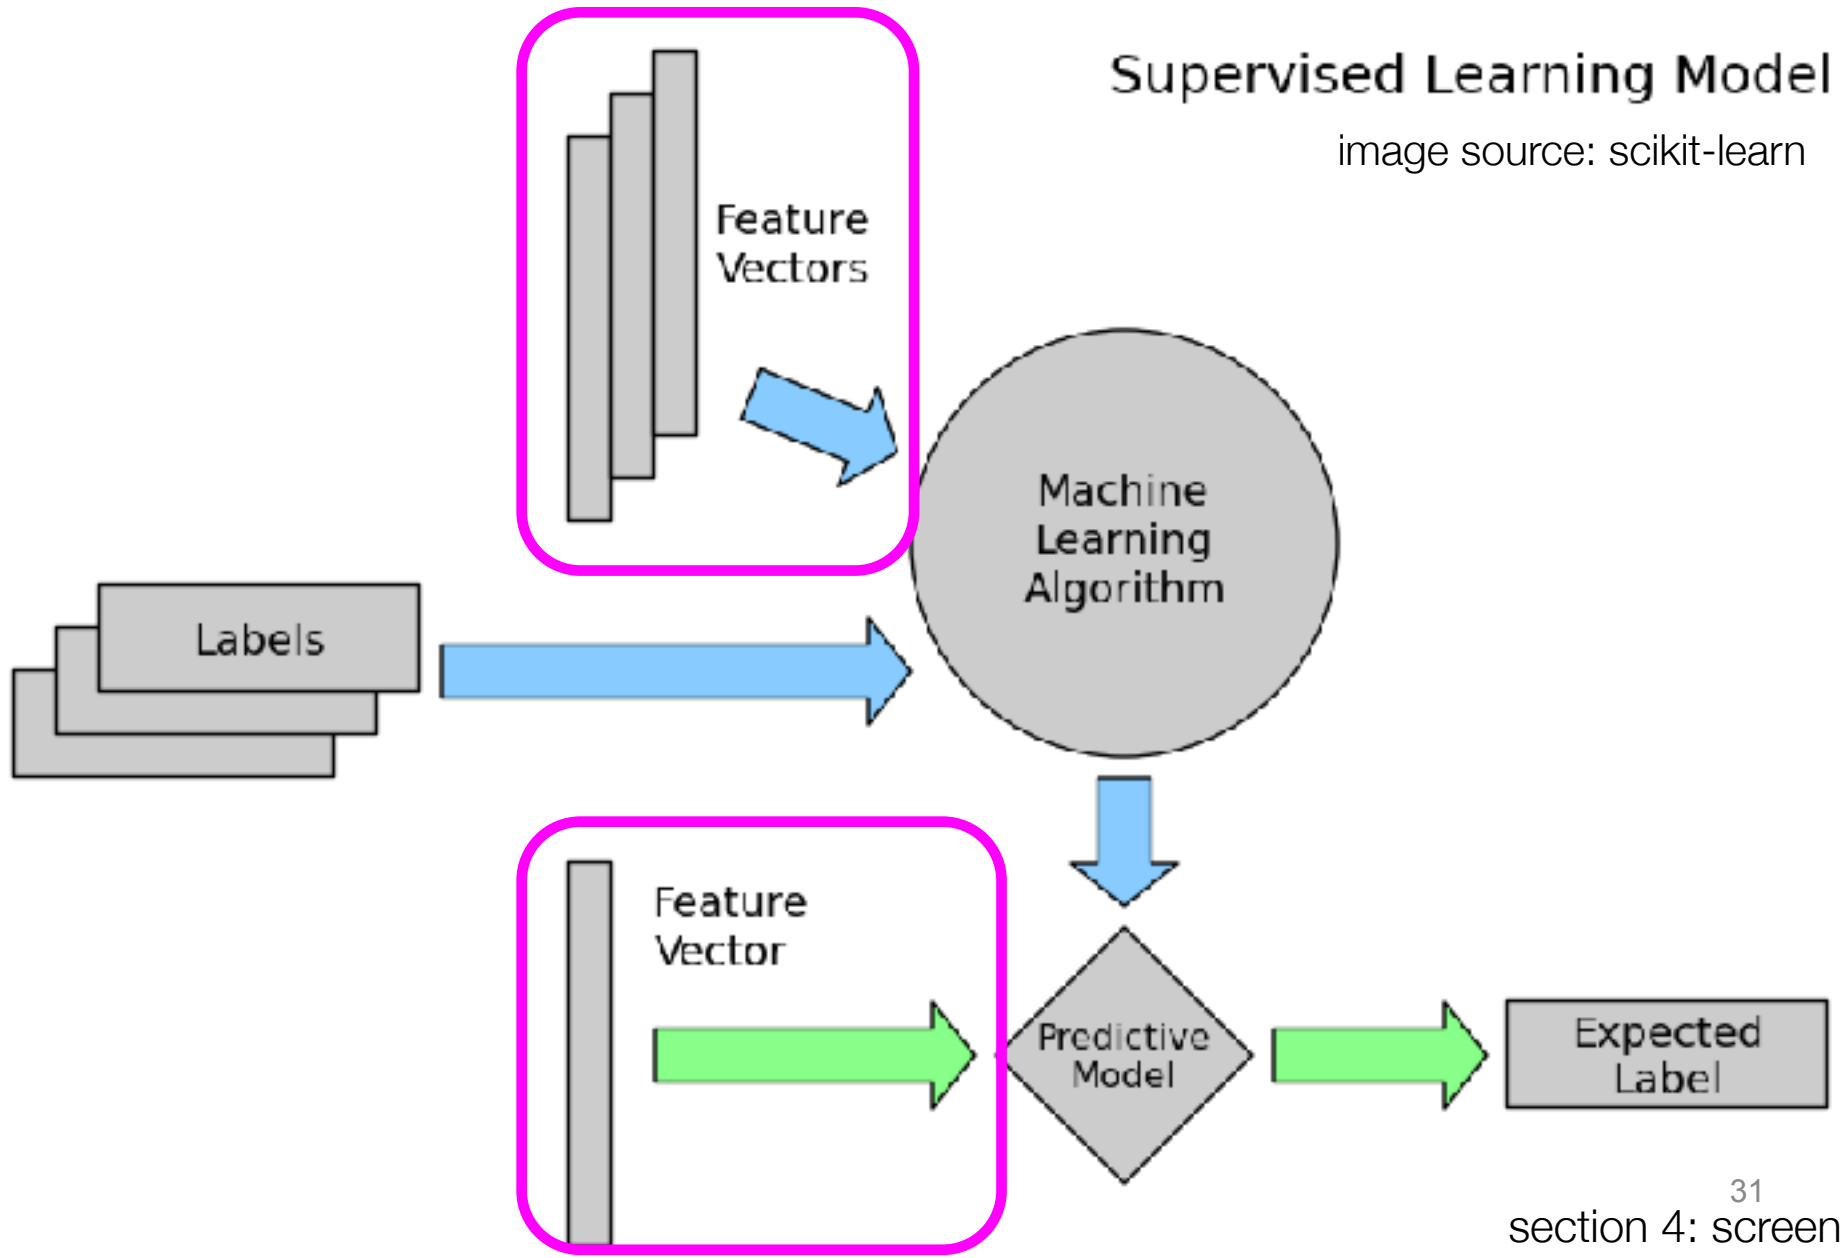 Supervised Learning Model
image source: scikit-learn
Feature
Vectors
Machine
Learning
Algorithm
Labels
Feature
Vector
Predictive
Model
Expected
Label
31
section 4: screen